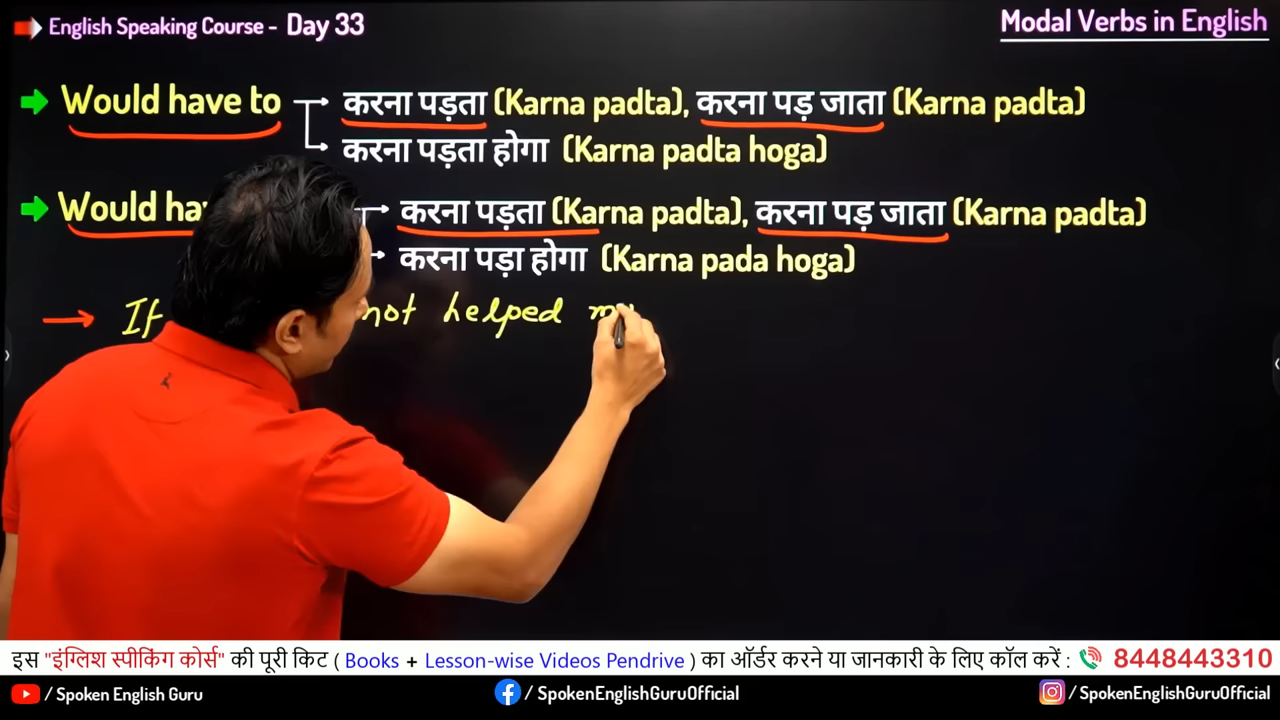 English Speaking Course - Day 33
Modal Verbs in English
Would have to
करना पड़ता (Karna padta), करना पड़ जाता (Karna padta)
करना पड़ता होगा (Karna padta hoga)
Would
करना पड़ता (Karna padta), करना पड़ जाता (Karna padta)
करना पड़ा होगा (Karna pada hoga)
If not helped
इस "इंग्लिश स्पीकिंग कोर्स" की पूरी किट ( Books + Lesson-wise Videos Pendrive ) का ऑर्डर करने या जानकारी के लिए कॉल करें : 8448443310
/ Spoken English Guru
/ SpokenEnglishGuruOfficial
/ SpokenEnglishGuruOfficial